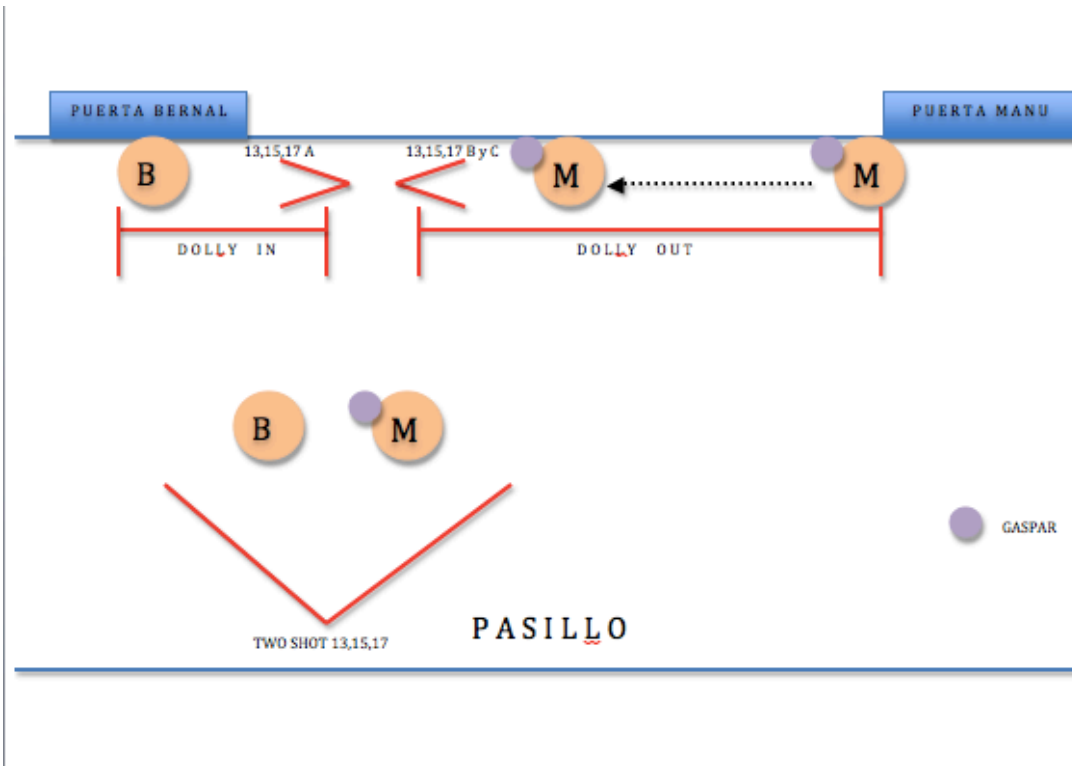 PUERTA BERNAL
PUERTA MANU
13,15,17 A
13,15,17 B y C
B
M
M
DOLLY IN
DOLLY OUT
B
M
GASPAR
PASILLO
TWO SHOT 13,15,17